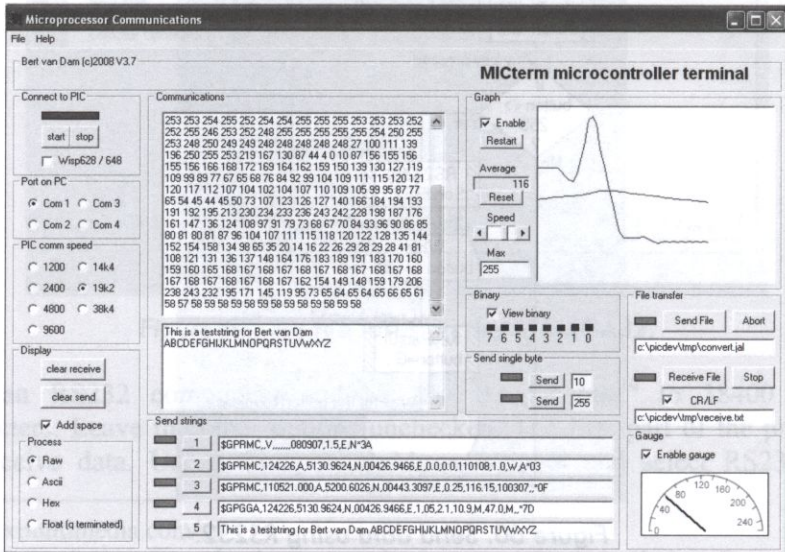 Microprocessor Communications
File Help
Bert van Dam (c)2008 V3.7
MICterm microcontroller terminal
Connect to PIC
start stop
Wisp628 / 648
Port on PC
Com 1 Com 3
Com 2 Com 4
PIC comm speed
1200 14k4
2400 19k2
4800 38k4
9600
Display
clear receive
clear send
Add space
Process
Raw
Ascii
Hex
Float (q terminated)
Communications
253 253 254 255 252 254 255 255 255 253 253 253 252
252 255 246 253 252 248 255 255 255 255 254 250 255
253 248 250 249 249 248 248 248 248 248 27 100 111 139
196 250 255 253 219 167 130 87 44 4 0 10 87 156 155 156
155 156 166 168 172 169 164 162 159 150 139 130 127 119
109 99 89 77 67 65 68 76 84 92 99 104 109 111 115 120 121
120 117 112 107 104 102 104 107 110 109 105 99 95 87 77
65 54 45 44 45 50 73 107 123 126 127 140 166 184 194 193
191 192 195 213 230 234 233 236 243 242 228 198 187 176
161 147 136 124 108 97 91 79 73 68 67 70 84 93 96 90 86 85
80 81 80 81 87 96 104 107 111 115 118 120 122 128 135 144
152 154 158 134 98 65 35 20 14 16 22 26 29 28 29 28 41 81
108 121 131 136 137 148 164 176 183 189 191 183 170 160
159 160 165 168 167 168 167 168 167 168 167 168 167 168
167 168 167 168 167 168 167 162 154 149 148 159 179 206
238 243 232 195 171 145 119 95 73 65 64 65 64 65 66 65 61
58 57 58 59 58 59 58 59 58 59 58 59 58 59 58
This is a teststring for Bert van Dam
ABCDEFGHIJKLMNOPQRSTUVWXYZ
Send strings
1 $GPRMC,,V,,,,,,,080907,1.5,E,N*3A
2 $GPRMC,124226,A,5130.9624,N,00426.9466,E,0.0,0.0,110108,1.0,W,A*03
3 $GPRMC,110521.000,A,5200.6026,N,00443.3097,E,0.25,116.15,100307,,*0F
4 $GPGGA,124226,5130.9624,N,00426.9466,E,1,05,2.1,10.9,M,47.0,M,,*7D
5 This is a teststring for Bert van Dam ABCDEFGHIJKLMNOPQRSTUVWXYZ
Graph
Enable
Restart
Average
116
Reset
Speed
Max
255
Binary
View binary
7 6 5 4 3 2 1 0
Send single byte
Send 10
Send 255
File transfer
Send File Abort
c:\picdev\tmp\convert.jal
Receive File Stop
CR/LF
c:\picdev\tmp\receive.txt
Gauge
Enable gauge
40 80 120 160 200 240